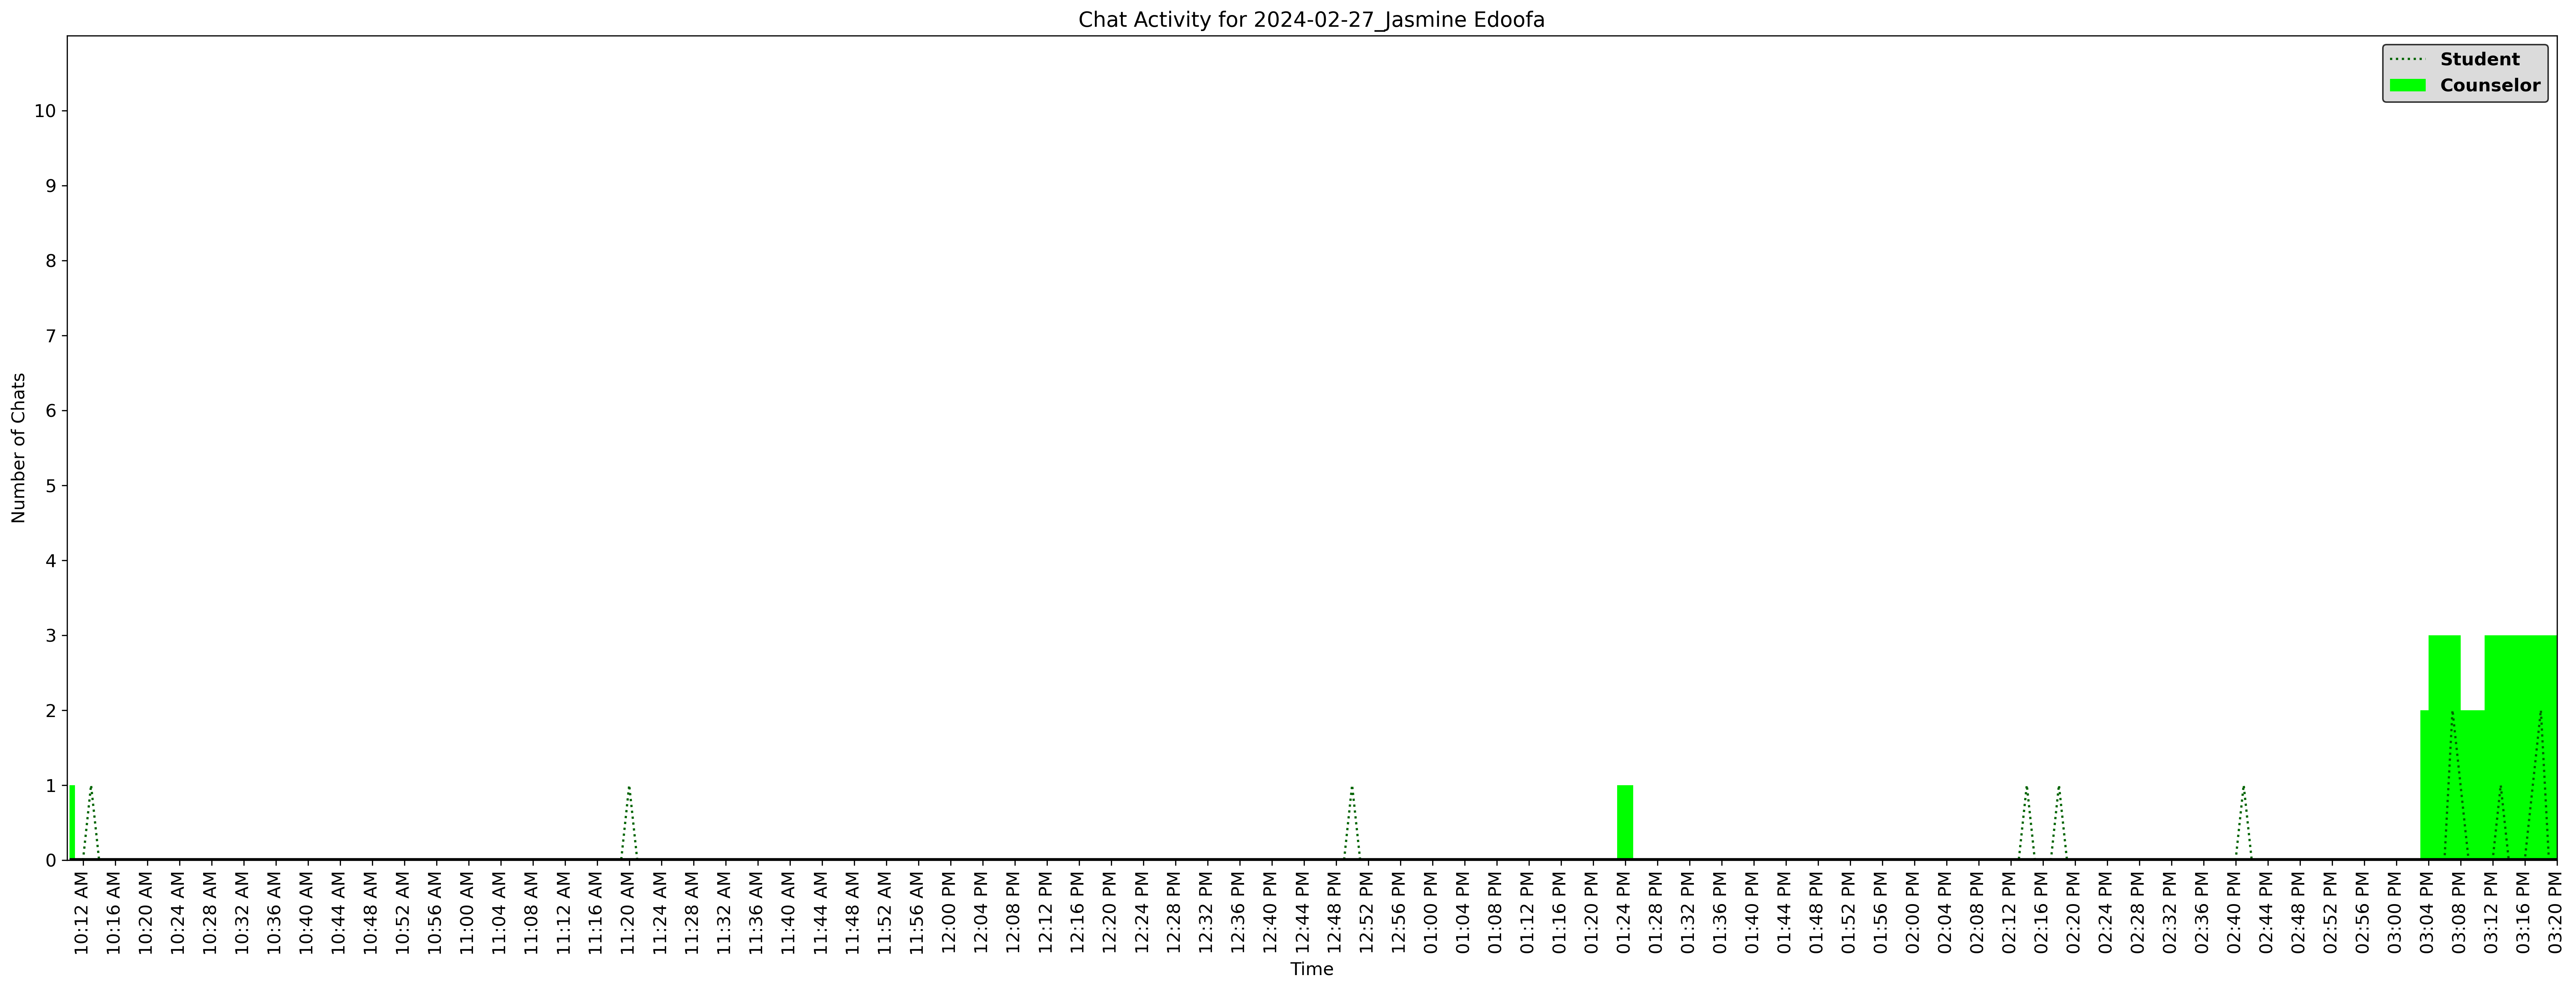 Chat Activity for 2024-02-27_Jasmine Edoofa
Student
Counselor
10
9
8
7
6
5
4
3
2
1
0
Number of Chats
10:12 AM
10:16 AM
10:20 AM
10:24 AM
10:28 AM
10:32 AM
10:36 AM
10:40 AM
10:44 AM
10:48 AM
10:52 AM
10:56 AM
11:00 AM
11:04 AM
11:08 AM
11:12 AM
11:16 AM
11:20 AM
11:24 AM
11:28 AM
11:32 AM
11:36 AM
11:40 AM
11:44 AM
11:48 AM
11:52 AM
11:56 AM
12:00 PM
12:04 PM
12:08 PM
12:12 PM
12:16 PM
12:20 PM
12:24 PM
12:28 PM
12:32 PM
12:36 PM
12:40 PM
12:44 PM
12:48 PM
12:52 PM
12:56 PM
01:00 PM
01:04 PM
01:08 PM
01:12 PM
01:16 PM
01:20 PM
01:24 PM
01:28 PM
01:32 PM
01:36 PM
01:40 PM
01:44 PM
01:48 PM
01:52 PM
01:56 PM
02:00 PM
02:04 PM
02:08 PM
02:12 PM
02:16 PM
02:20 PM
02:24 PM
02:28 PM
02:32 PM
02:36 PM
02:40 PM
02:44 PM
02:48 PM
02:52 PM
02:56 PM
03:00 PM
03:04 PM
03:08 PM
03:12 PM
03:16 PM
03:20 PM
Time